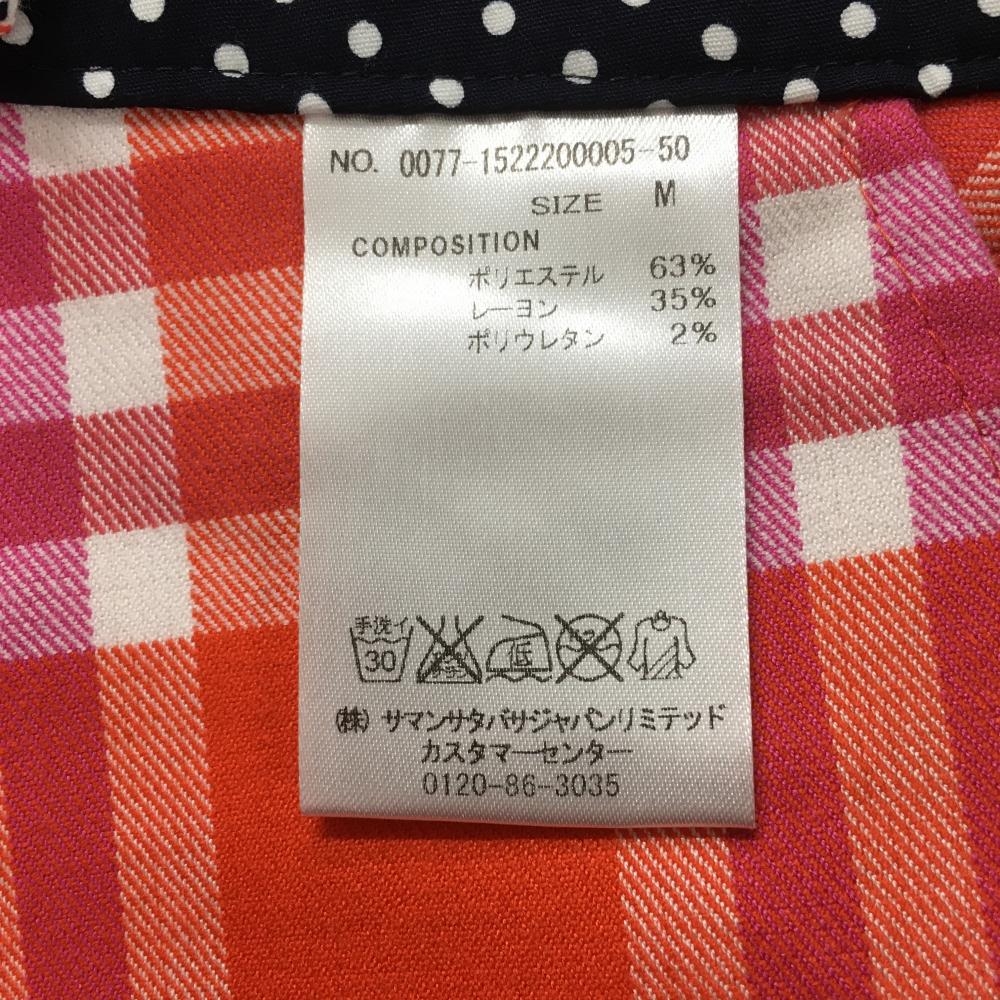 NO. 0077-1522200005-50
SIZE M
COMPOSITION
ポリエステル 63%
レーヨン 35%
ポリウレタン 2%
手洗イ
30
低
(株) サマンサタバサジャパンリミテッド
カスタマーセンター
0120-86-3035